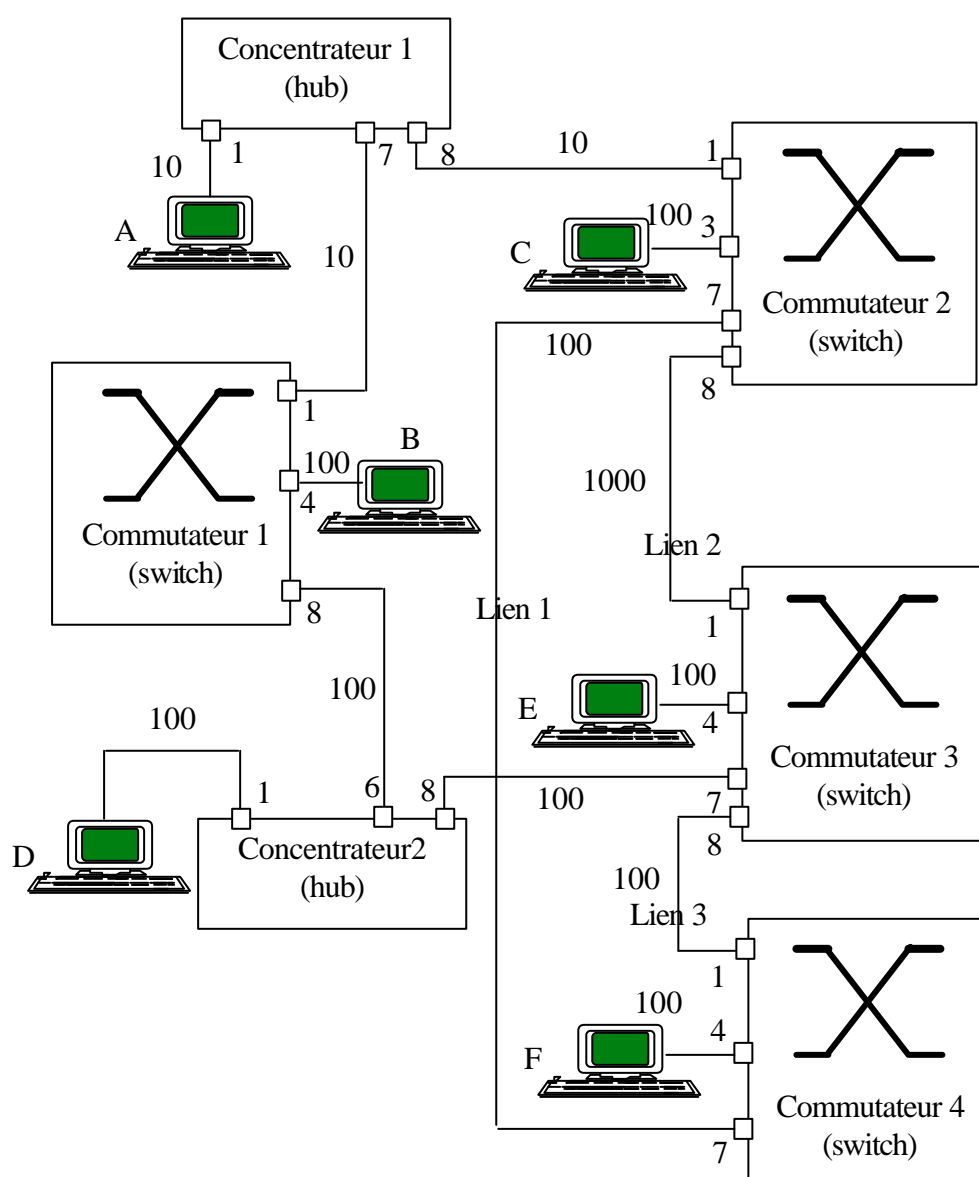 Concentrateur 1
(hub)
1
7
8
10
1
10
A
100
3
C
10
7
Commutateur 2
(switch)
100
8
1
B
100
4
1000
Commutateur 1
(switch)
Lien 2
8
Lien 1
1
100
100
E
4
100
Commutateur 3
(switch)
1
6
8
100
7
8
D
Concentrateur2
(hub)
100
Lien 3
1
100
4
F
Commutateur 4
(switch)
7